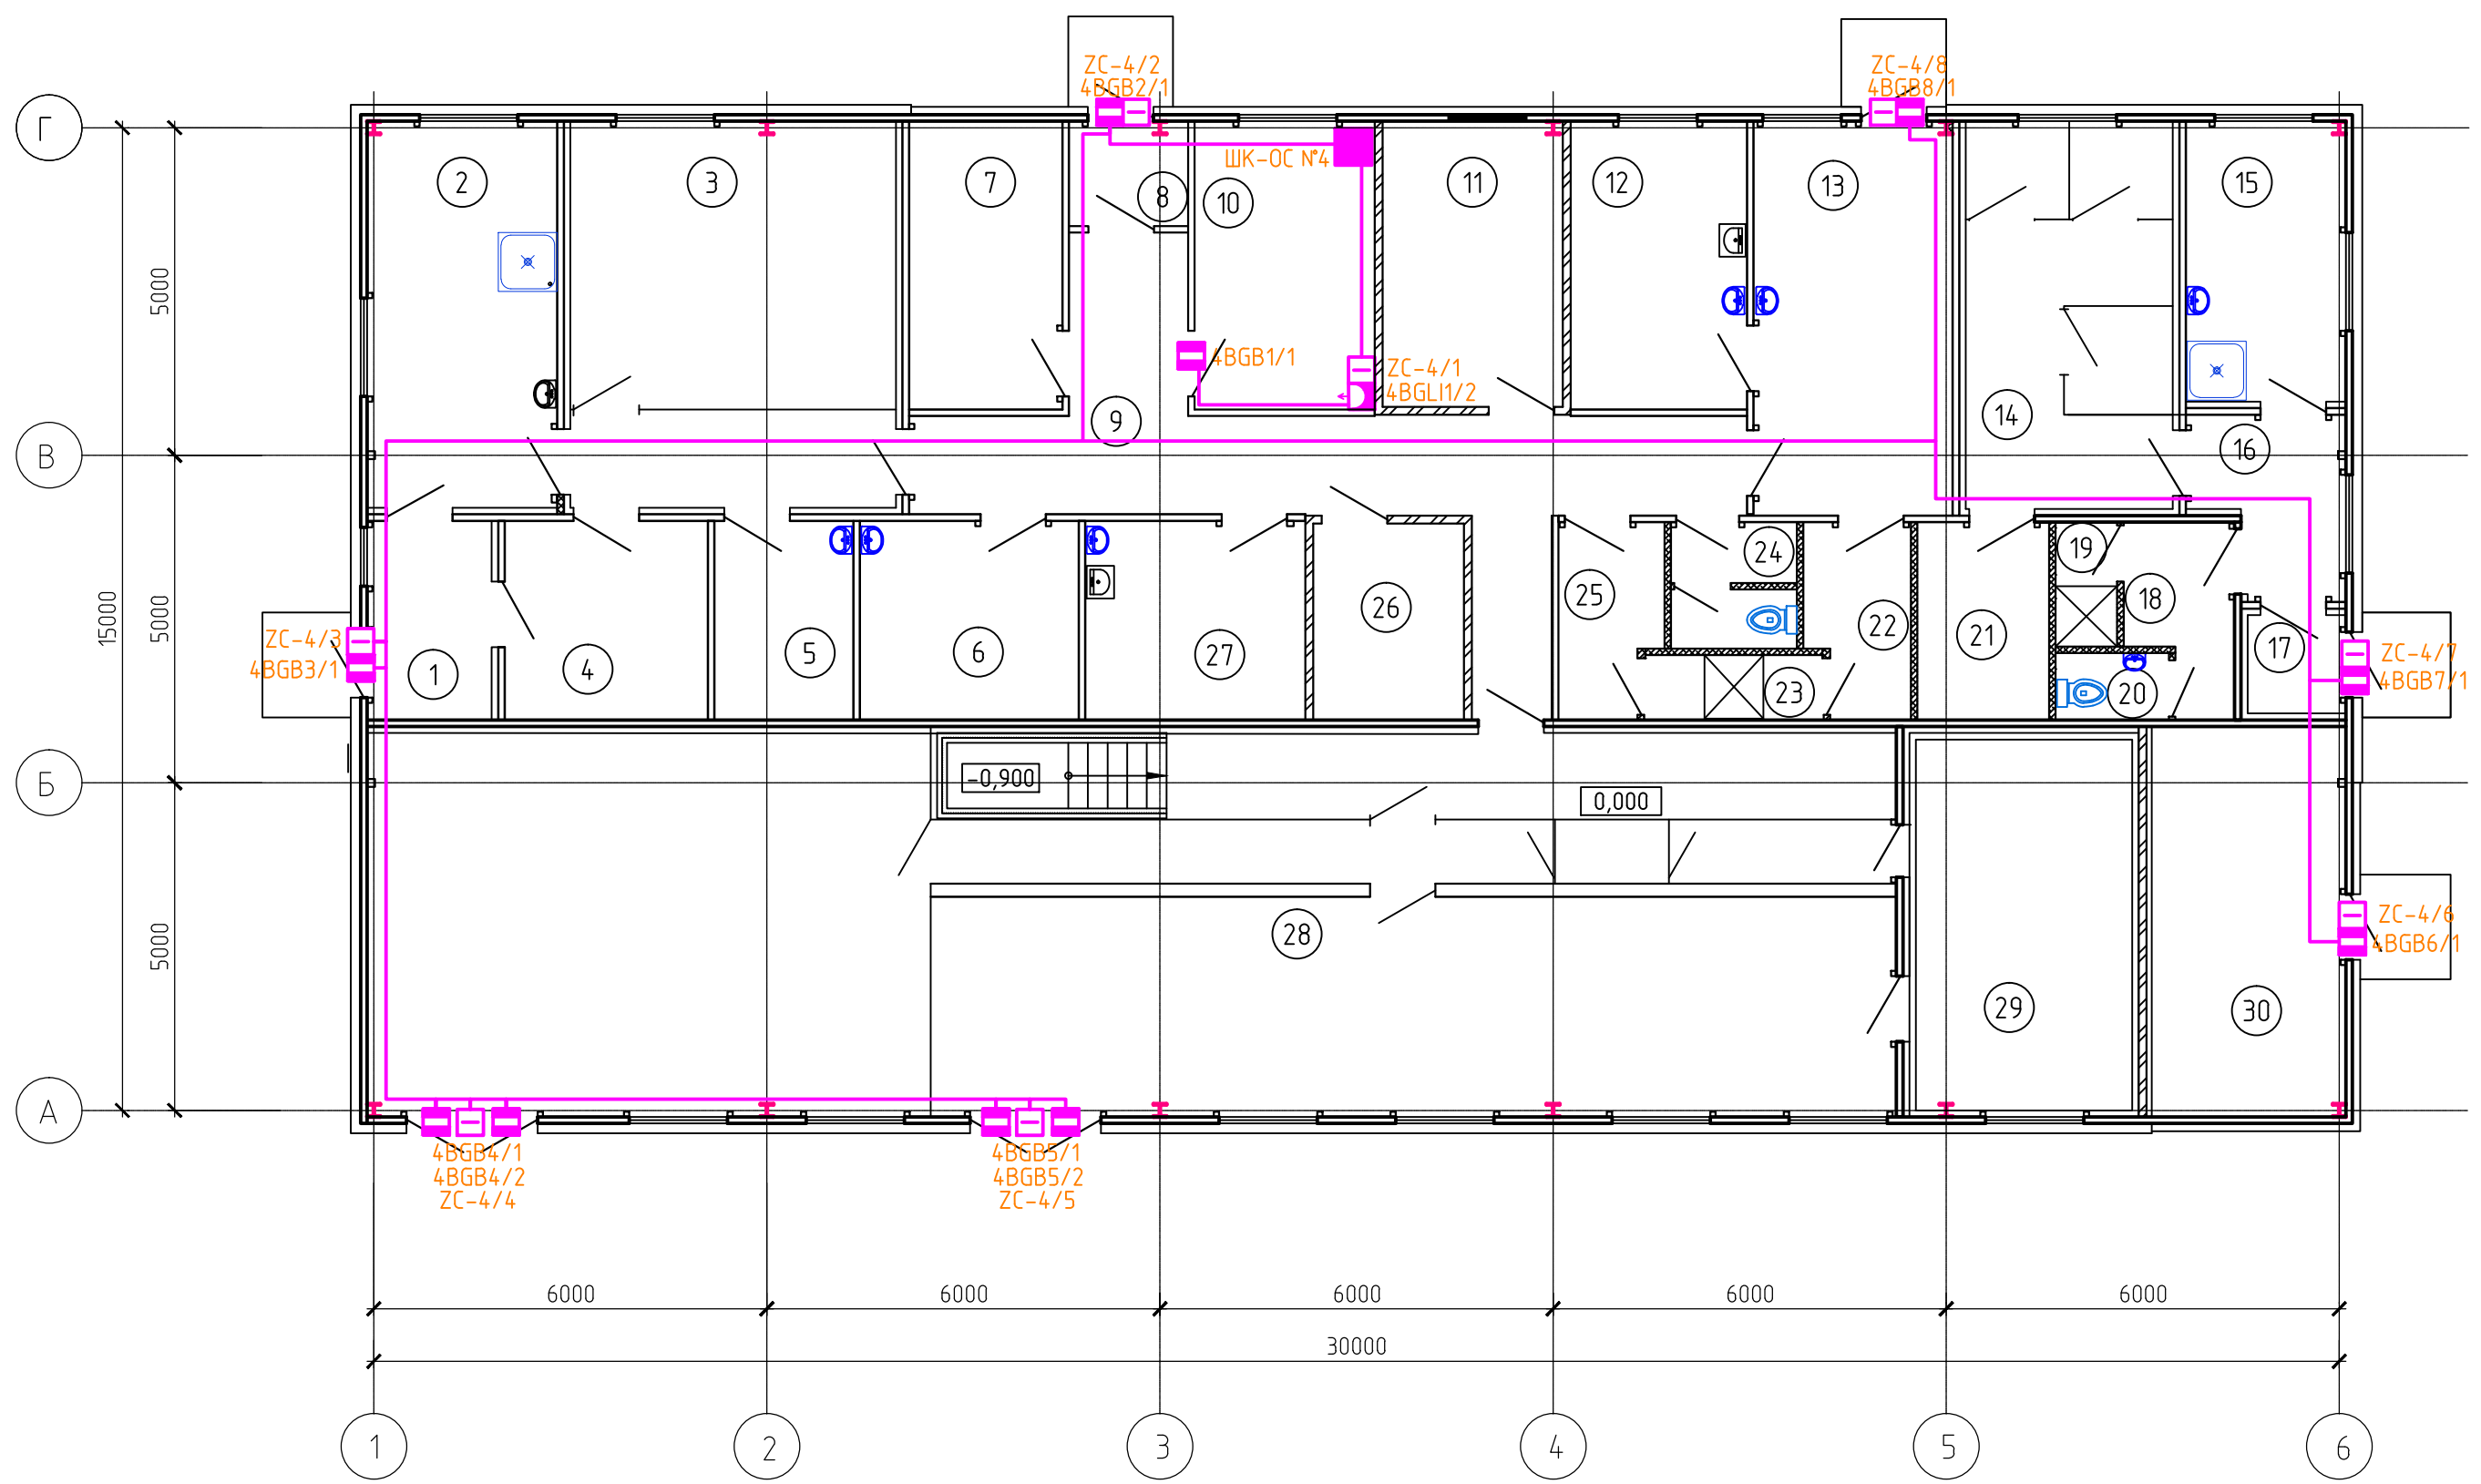 ZC-4/2
4BGB2/1
ZC-4/8
4BGB8/1
Г
ШК-ОС №4
2
3
7
8
10
11
12
13
15
5000
4BGB1/1
ZC-4/1
4BGLI1/2
9
14
16
В
15000
5000
ZC-4/3
4BGB3/1
1
4
5
6
27
26
25
24
22
21
19
18
23
20
17
ZC-4/7
4BGB7/1
Б
-0,900
0,000
5000
28
29
30
ZC-4/6
4BGB6/1
А
4BGB4/1
4BGB4/2
ZC-4/4
4BGB5/1
4BGB5/2
ZC-4/5
6000
6000
6000
6000
6000
30000
1
2
3
4
5
6